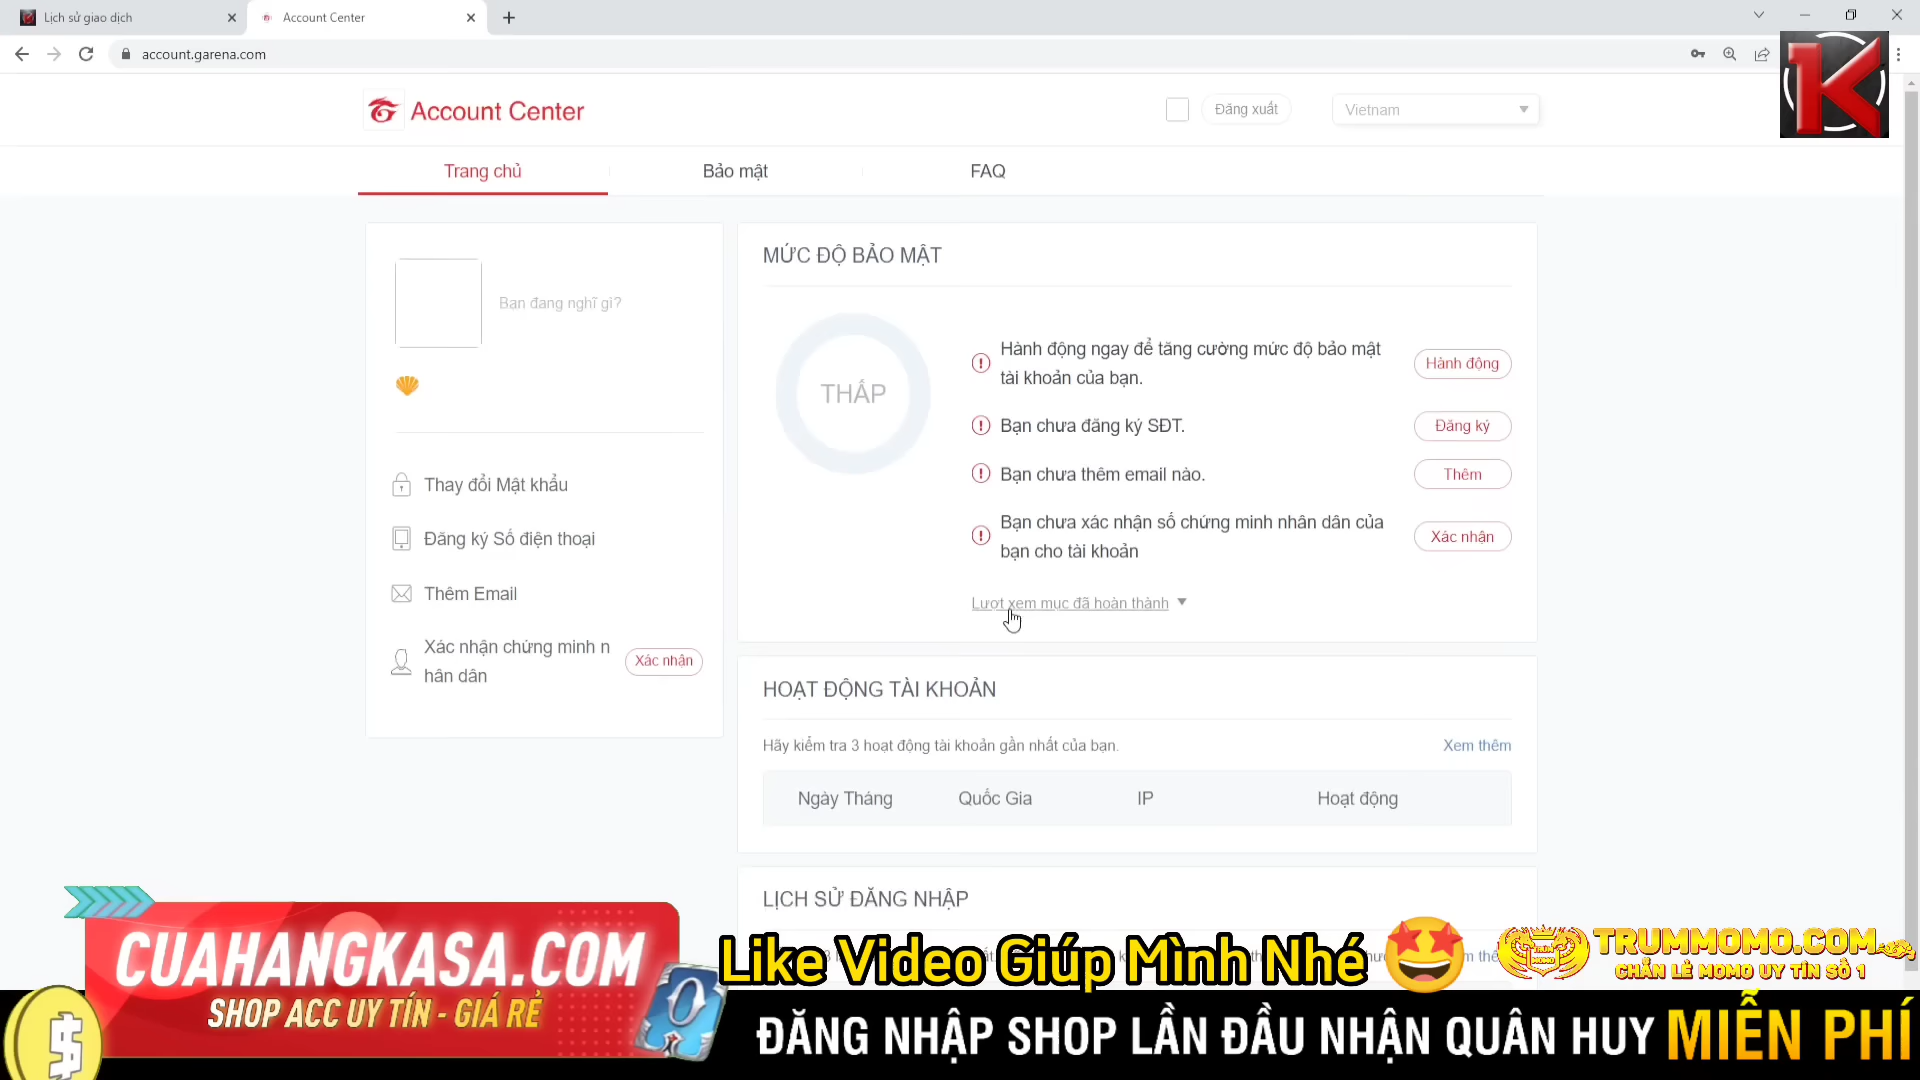 Lịch sử giao dịch
Account Center
account.garena.com
Account Center
Đăng xuất
Vietnam
Trang chủ
Bảo mật
FAQ
Bạn đang nghĩ gì?
Thay đổi Mật khẩu
Đăng ký Số điện thoại
Thêm Email
Xác nhận chứng minh n
hân dân
Xác nhận
MỨC ĐỘ BẢO MẬT
THẤP
Hành động ngay để tăng cường mức độ bảo mật
tài khoản của bạn.
Hành động
Bạn chưa đăng ký SĐT.
Đăng ký
Bạn chưa thêm email nào.
Thêm
Bạn chưa xác nhận số chứng minh nhân dân của
bạn cho tài khoản
Xác nhận
Lượt xem mục đã hoàn thành
HOẠT ĐỘNG TÀI KHOẢN
Hãy kiểm tra 3 hoạt động tài khoản gần nhất của bạn.
Xem thêm
Ngày Tháng
Quốc Gia
IP
Hoạt động
LỊCH SỬ ĐĂNG NHẬP
CUAHANGKASA.COM
SHOP ACC UY TÍN - GIÁ RẺ
Like Video Giúp Mình Nhé
TRUMMOMO.COM
CHẴN LẺ MOMO UY TÍN SỐ 1
ĐĂNG NHẬP SHOP LẦN ĐẦU NHẬN QUÂN HUY MIỄN PHÍ